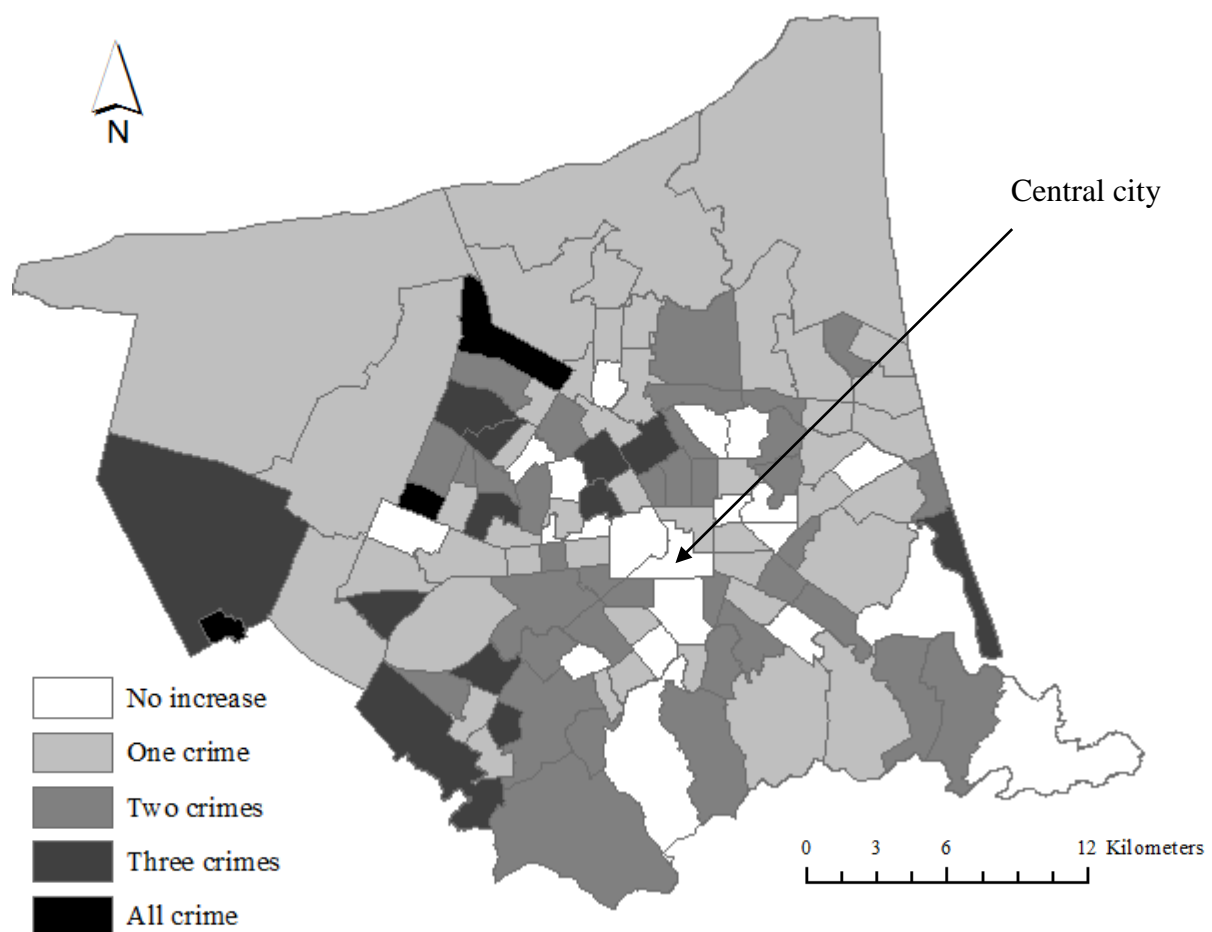 N
Central city
No increase
One crime
Two crimes
Three crimes
All crime
0 3 6 12 Kilometers